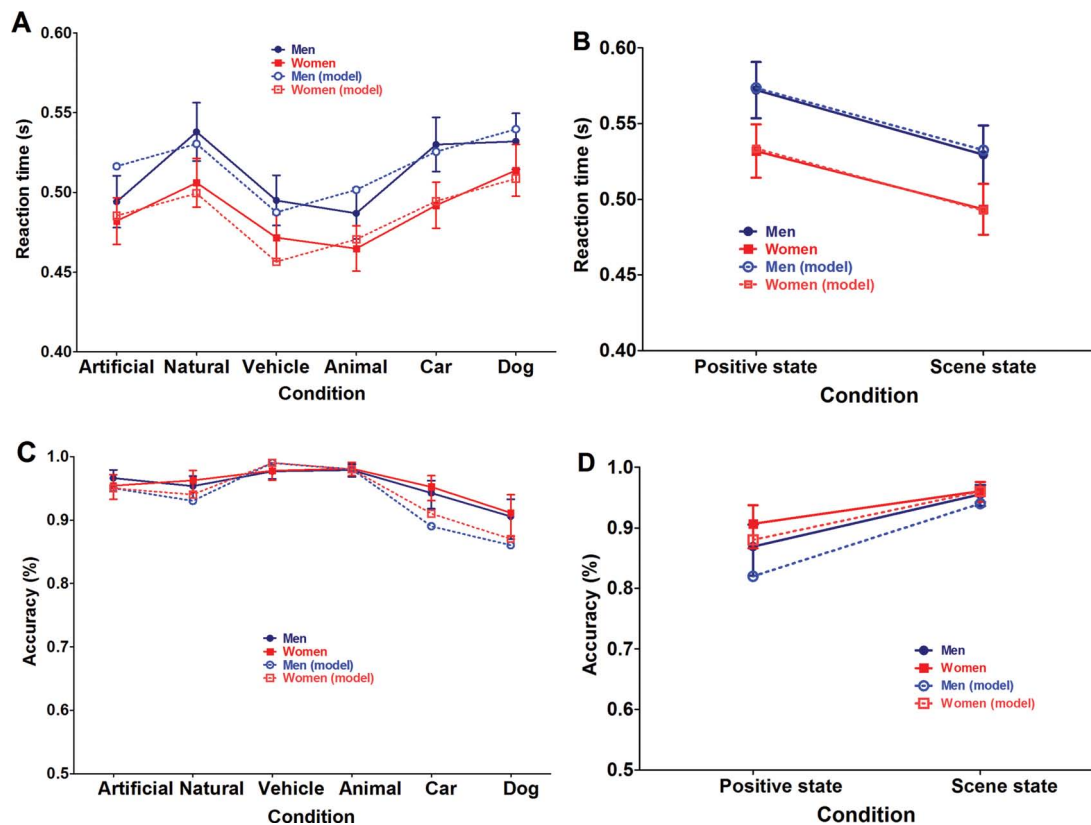 A
0.60
0.55
0.50
0.45
0.40
Reaction time (s)
Men
Women
Men (model)
Women (model)
Artificial Natural Vehicle Animal Car Dog
Condition
B
0.60
0.55
0.50
0.45
0.40
Reaction time (s)
Men
Women
Men (model)
Women (model)
Positive state Scene state
Condition
C
1.0
0.9
0.8
0.7
0.6
0.5
Accuracy (%)
Men
Women
Men (model)
Women (model)
Artificial Natural Vehicle Animal Car Dog
Condition
D
1.0
0.9
0.8
0.7
0.6
0.5
Accuracy (%)
Men
Women
Men (model)
Women (model)
Positive state Scene state
Condition